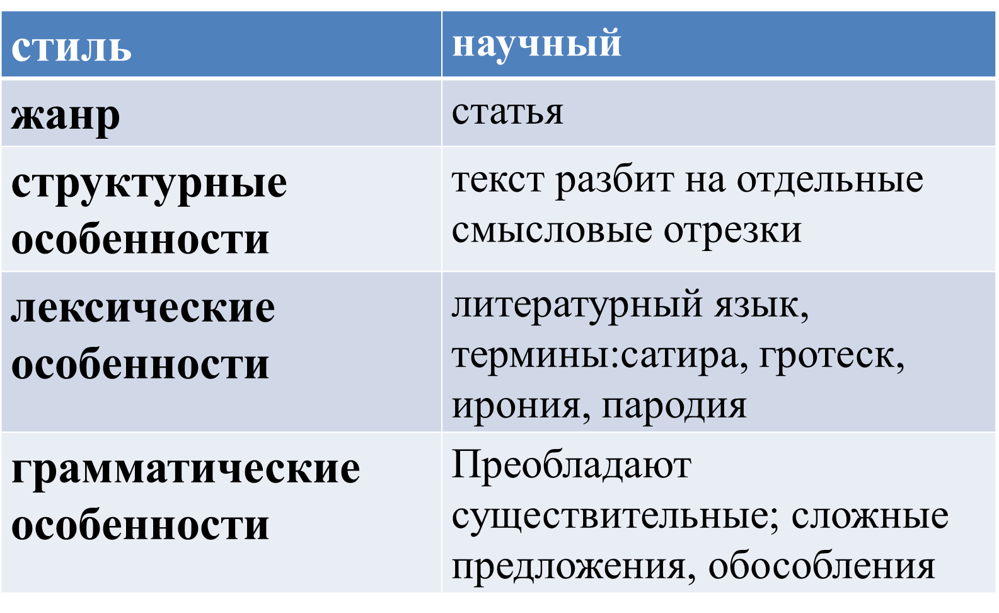 стиль
научный
жанр
статья
структурные
особенности
текст разбит на отдельные
смысловые отрезки
лексические
особенности
литературный язык,
термины:сатира, гротеск,
ирония, пародия
грамматические
особенности
Преобладают
существительные; сложные
предложения, обособления